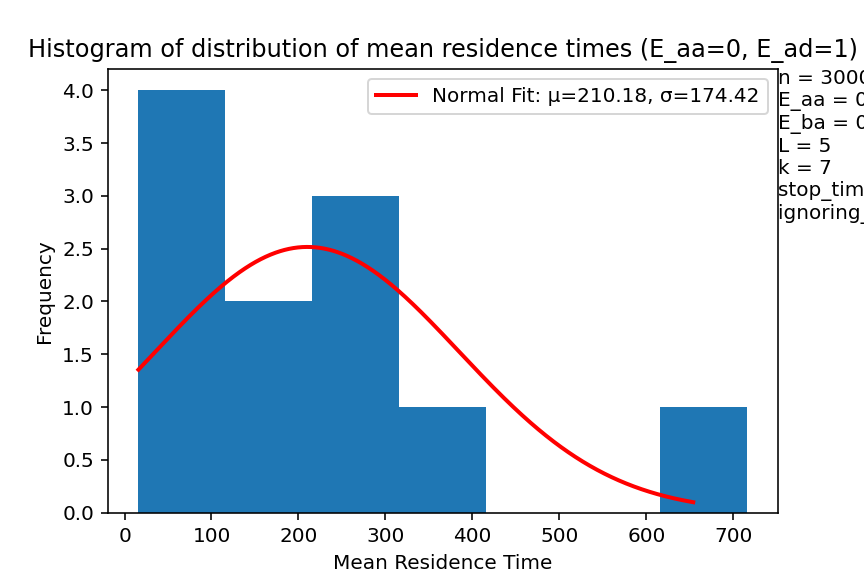 Histogram of distribution of mean residence times (E_aa=0, E_ad=1)
Normal Fit: μ=210.18, σ=174.42
n = 3000
E_aa = 0
E_ba = 0
L = 5
k = 7
stop_tim
ignoring_
Frequency
4.0
3.5
3.0
2.5
2.0
1.5
1.0
0.5
0.0
0 100 200 300 400 500 600 700
Mean Residence Time